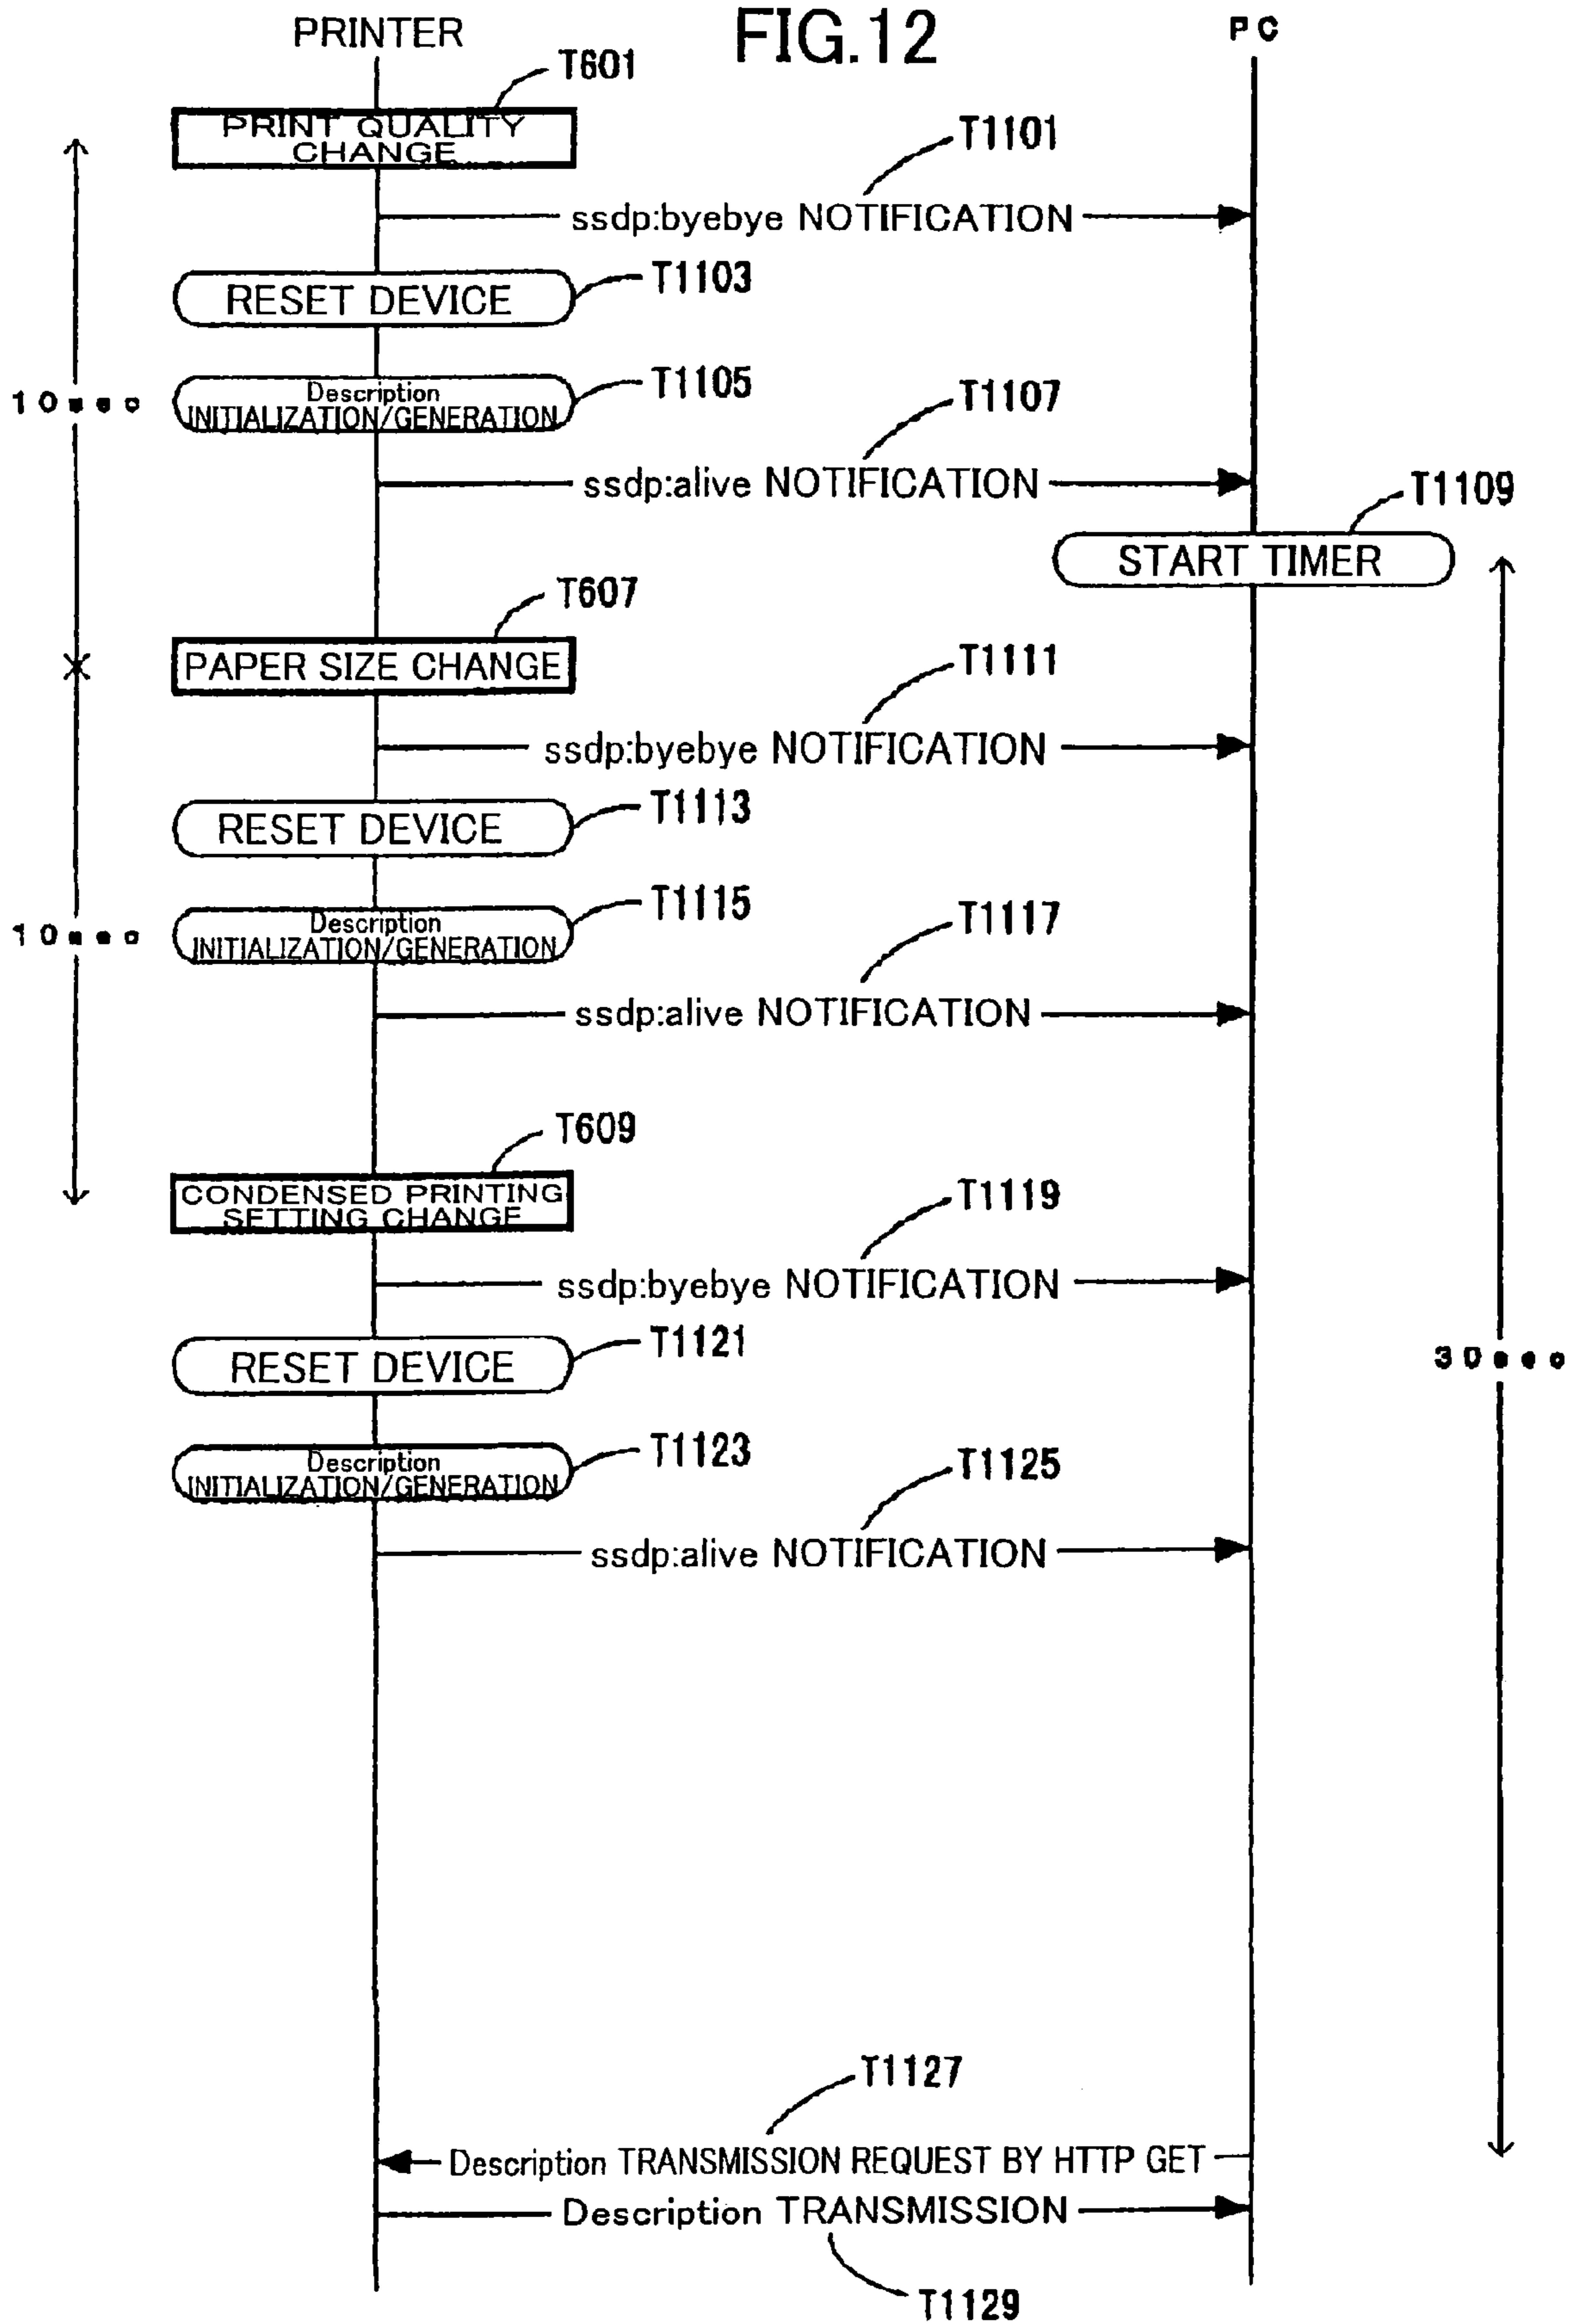 FIG.12
PRINTER
PC
T601
PRINT QUALITY
CHANGE
T1101
ssdp:byebye NOTIFICATION
T1103
RESET DEVICE
T1105
Description
INITIALIZATION/GENERATION
10sec
T1107
ssdp:alive NOTIFICATION
T1109
START TIMER
T607
PAPER SIZE CHANGE
T1111
ssdp:byebye NOTIFICATION
T1113
RESET DEVICE
T1115
Description
INITIALIZATION/GENERATION
10sec
T1117
ssdp:alive NOTIFICATION
T609
CONDENSED PRINTING
SETTING CHANGE
T1119
ssdp:byebye NOTIFICATION
T1121
RESET DEVICE
30sec
T1123
Description
INITIALIZATION/GENERATION
T1125
ssdp:alive NOTIFICATION
T1127
Description TRANSMISSION REQUEST BY HTTP GET
Description TRANSMISSION
T1129